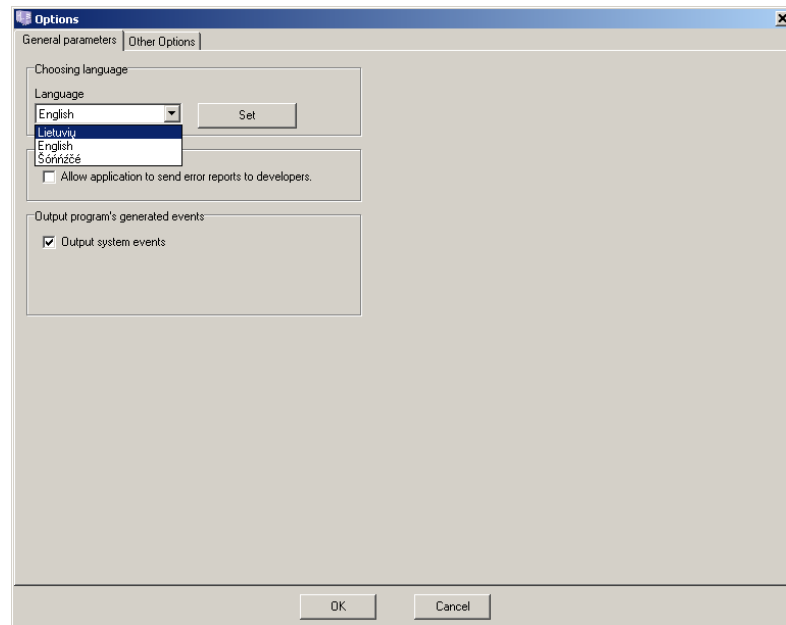 Options
General parameters
Other Options
Choosing language
Language
English
Set
Lietuvių
English
Šóńńźčé
Allow application to send error reports to developers.
Output program's generated events
Output system events
OK
Cancel